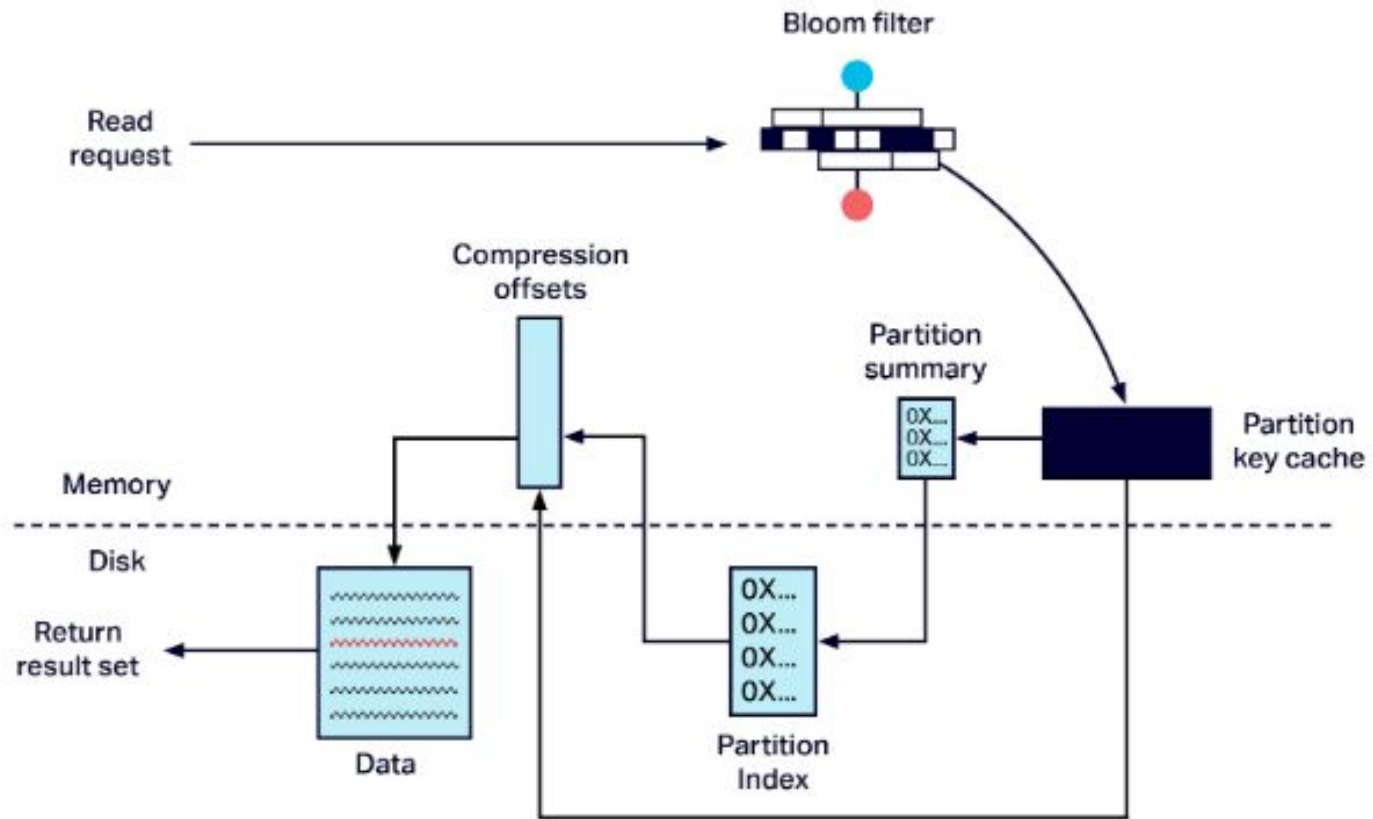 Bloom filter
Read
request
Compression
offsets
Partition
summary
0X...
0X...
0X...
Partition
key cache
Memory
Disk
0X...
0X...
0X...
0X...
Return
result set
Data
Partition
Index